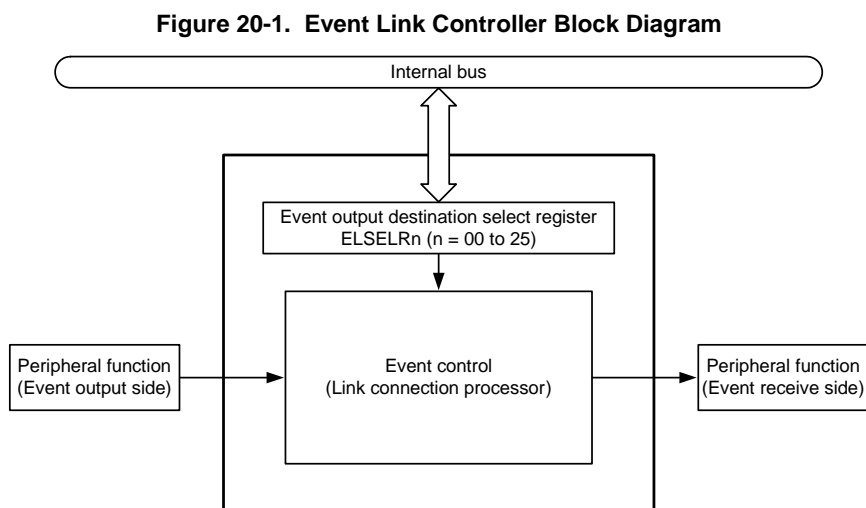 Figure 20-1. Event Link Controller Block Diagram
Internal bus
Event output destination select register
ELSELRn (n = 00 to 25)
Peripheral function
(Event output side)
Event control
(Link connection processor)
Peripheral function
(Event receive side)